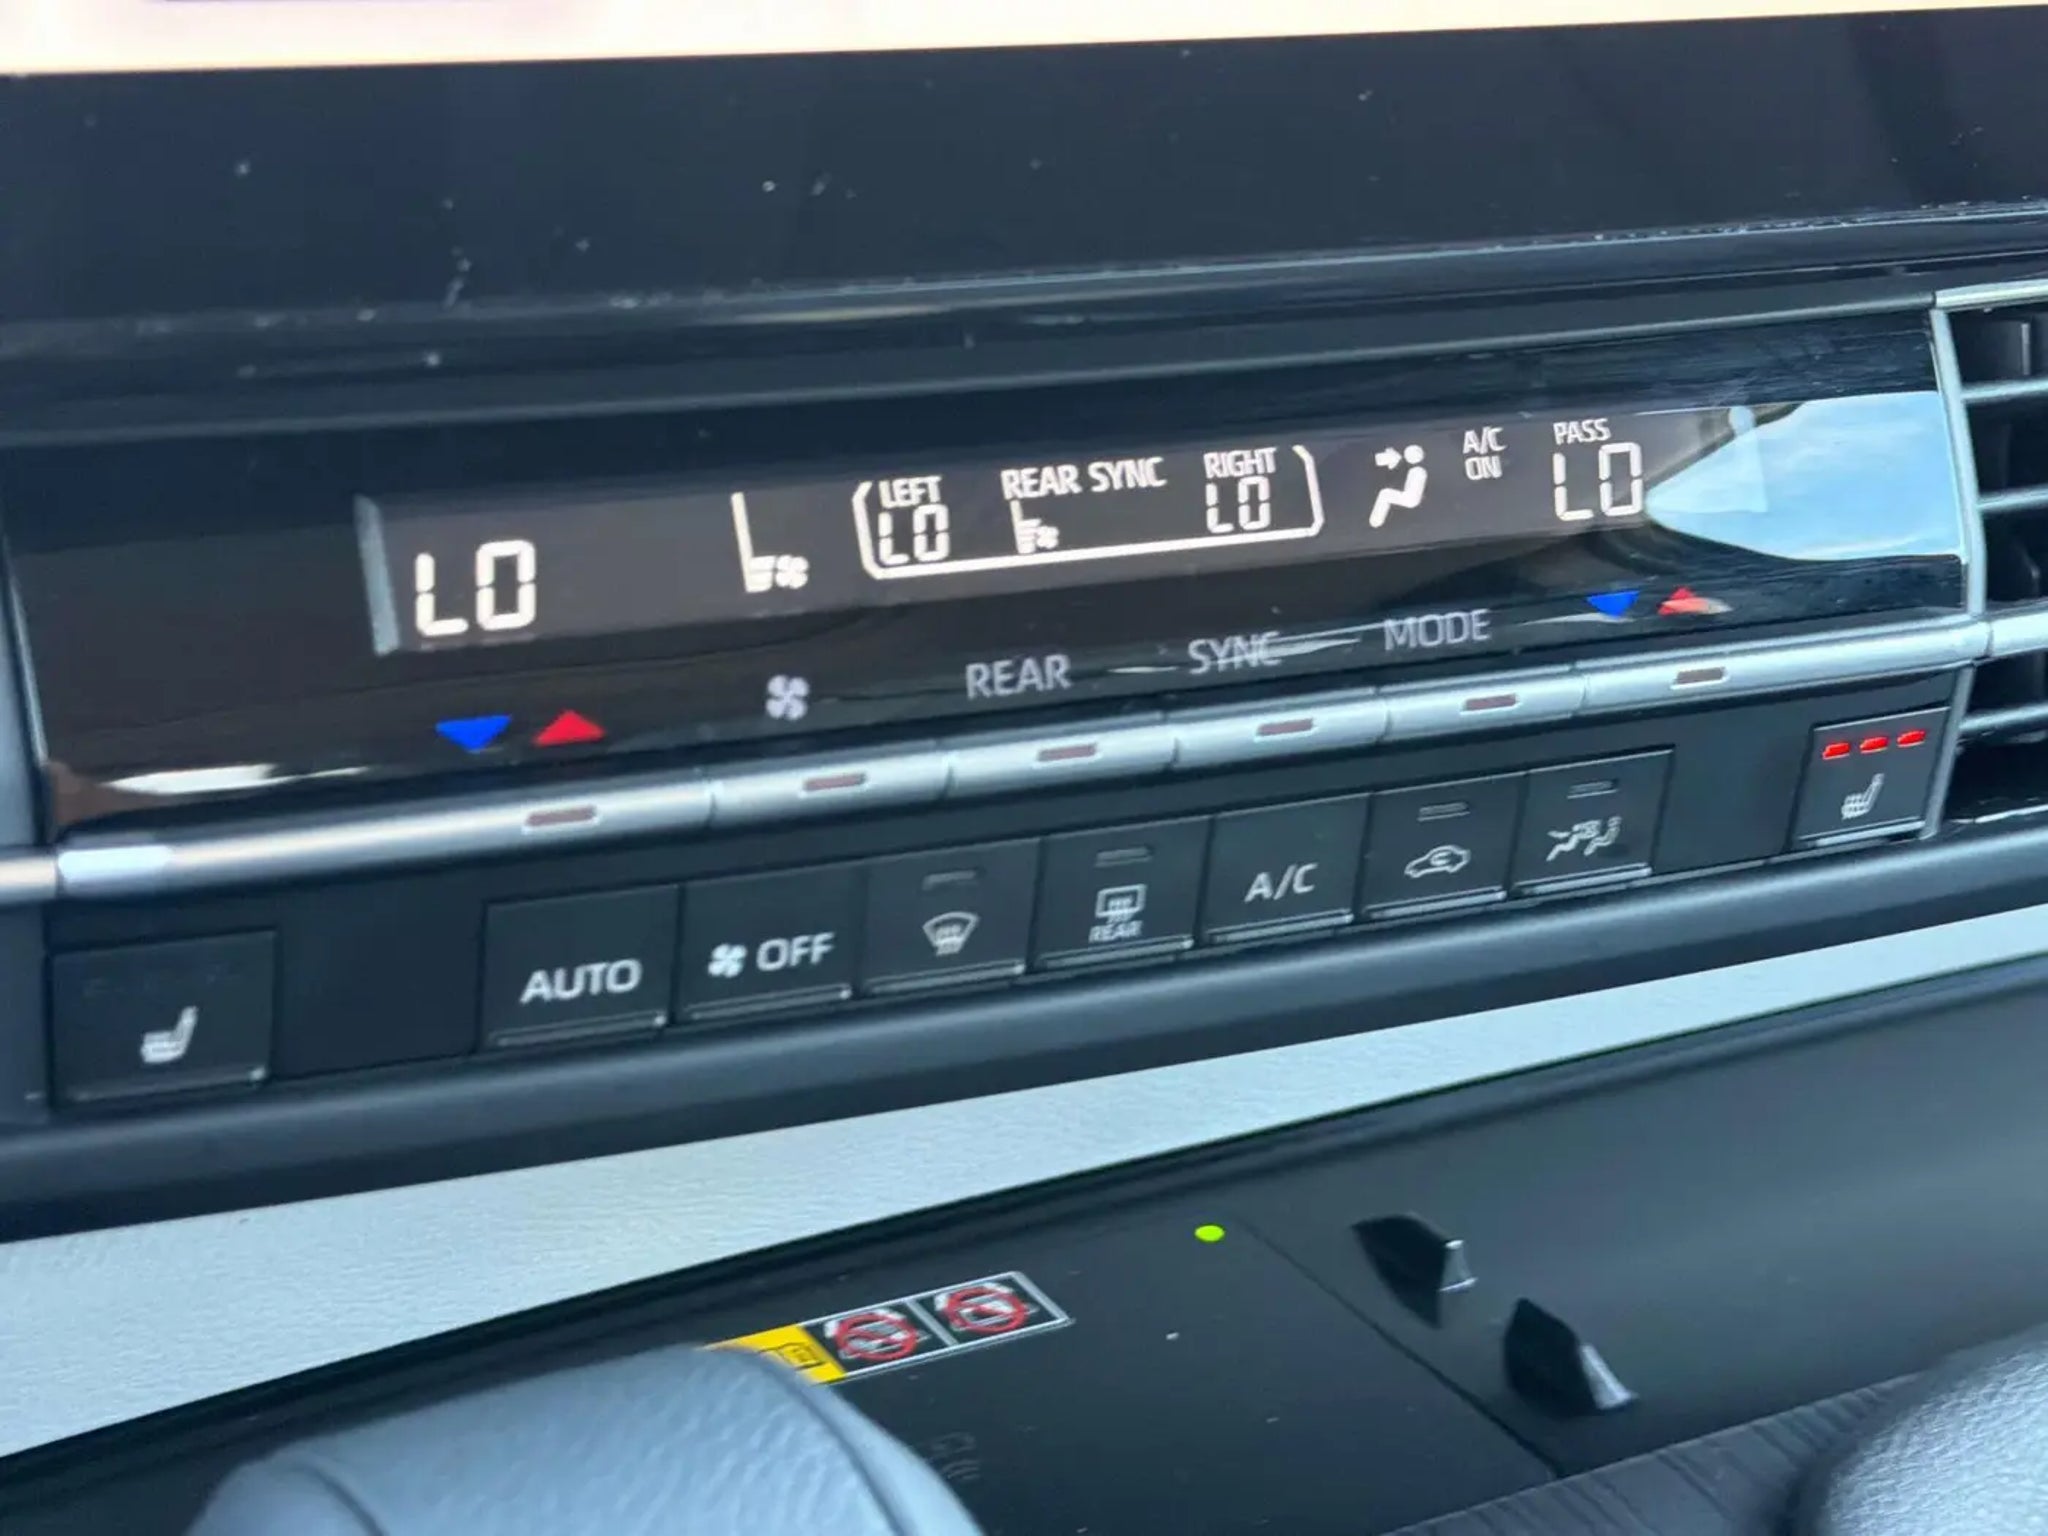 LO
LEFT
LO
REAR SYNC
RIGHT
LO
A/C
ON
PASS
LO
REAR
SYNC
MODE
AUTO
OFF
REAR
A/C